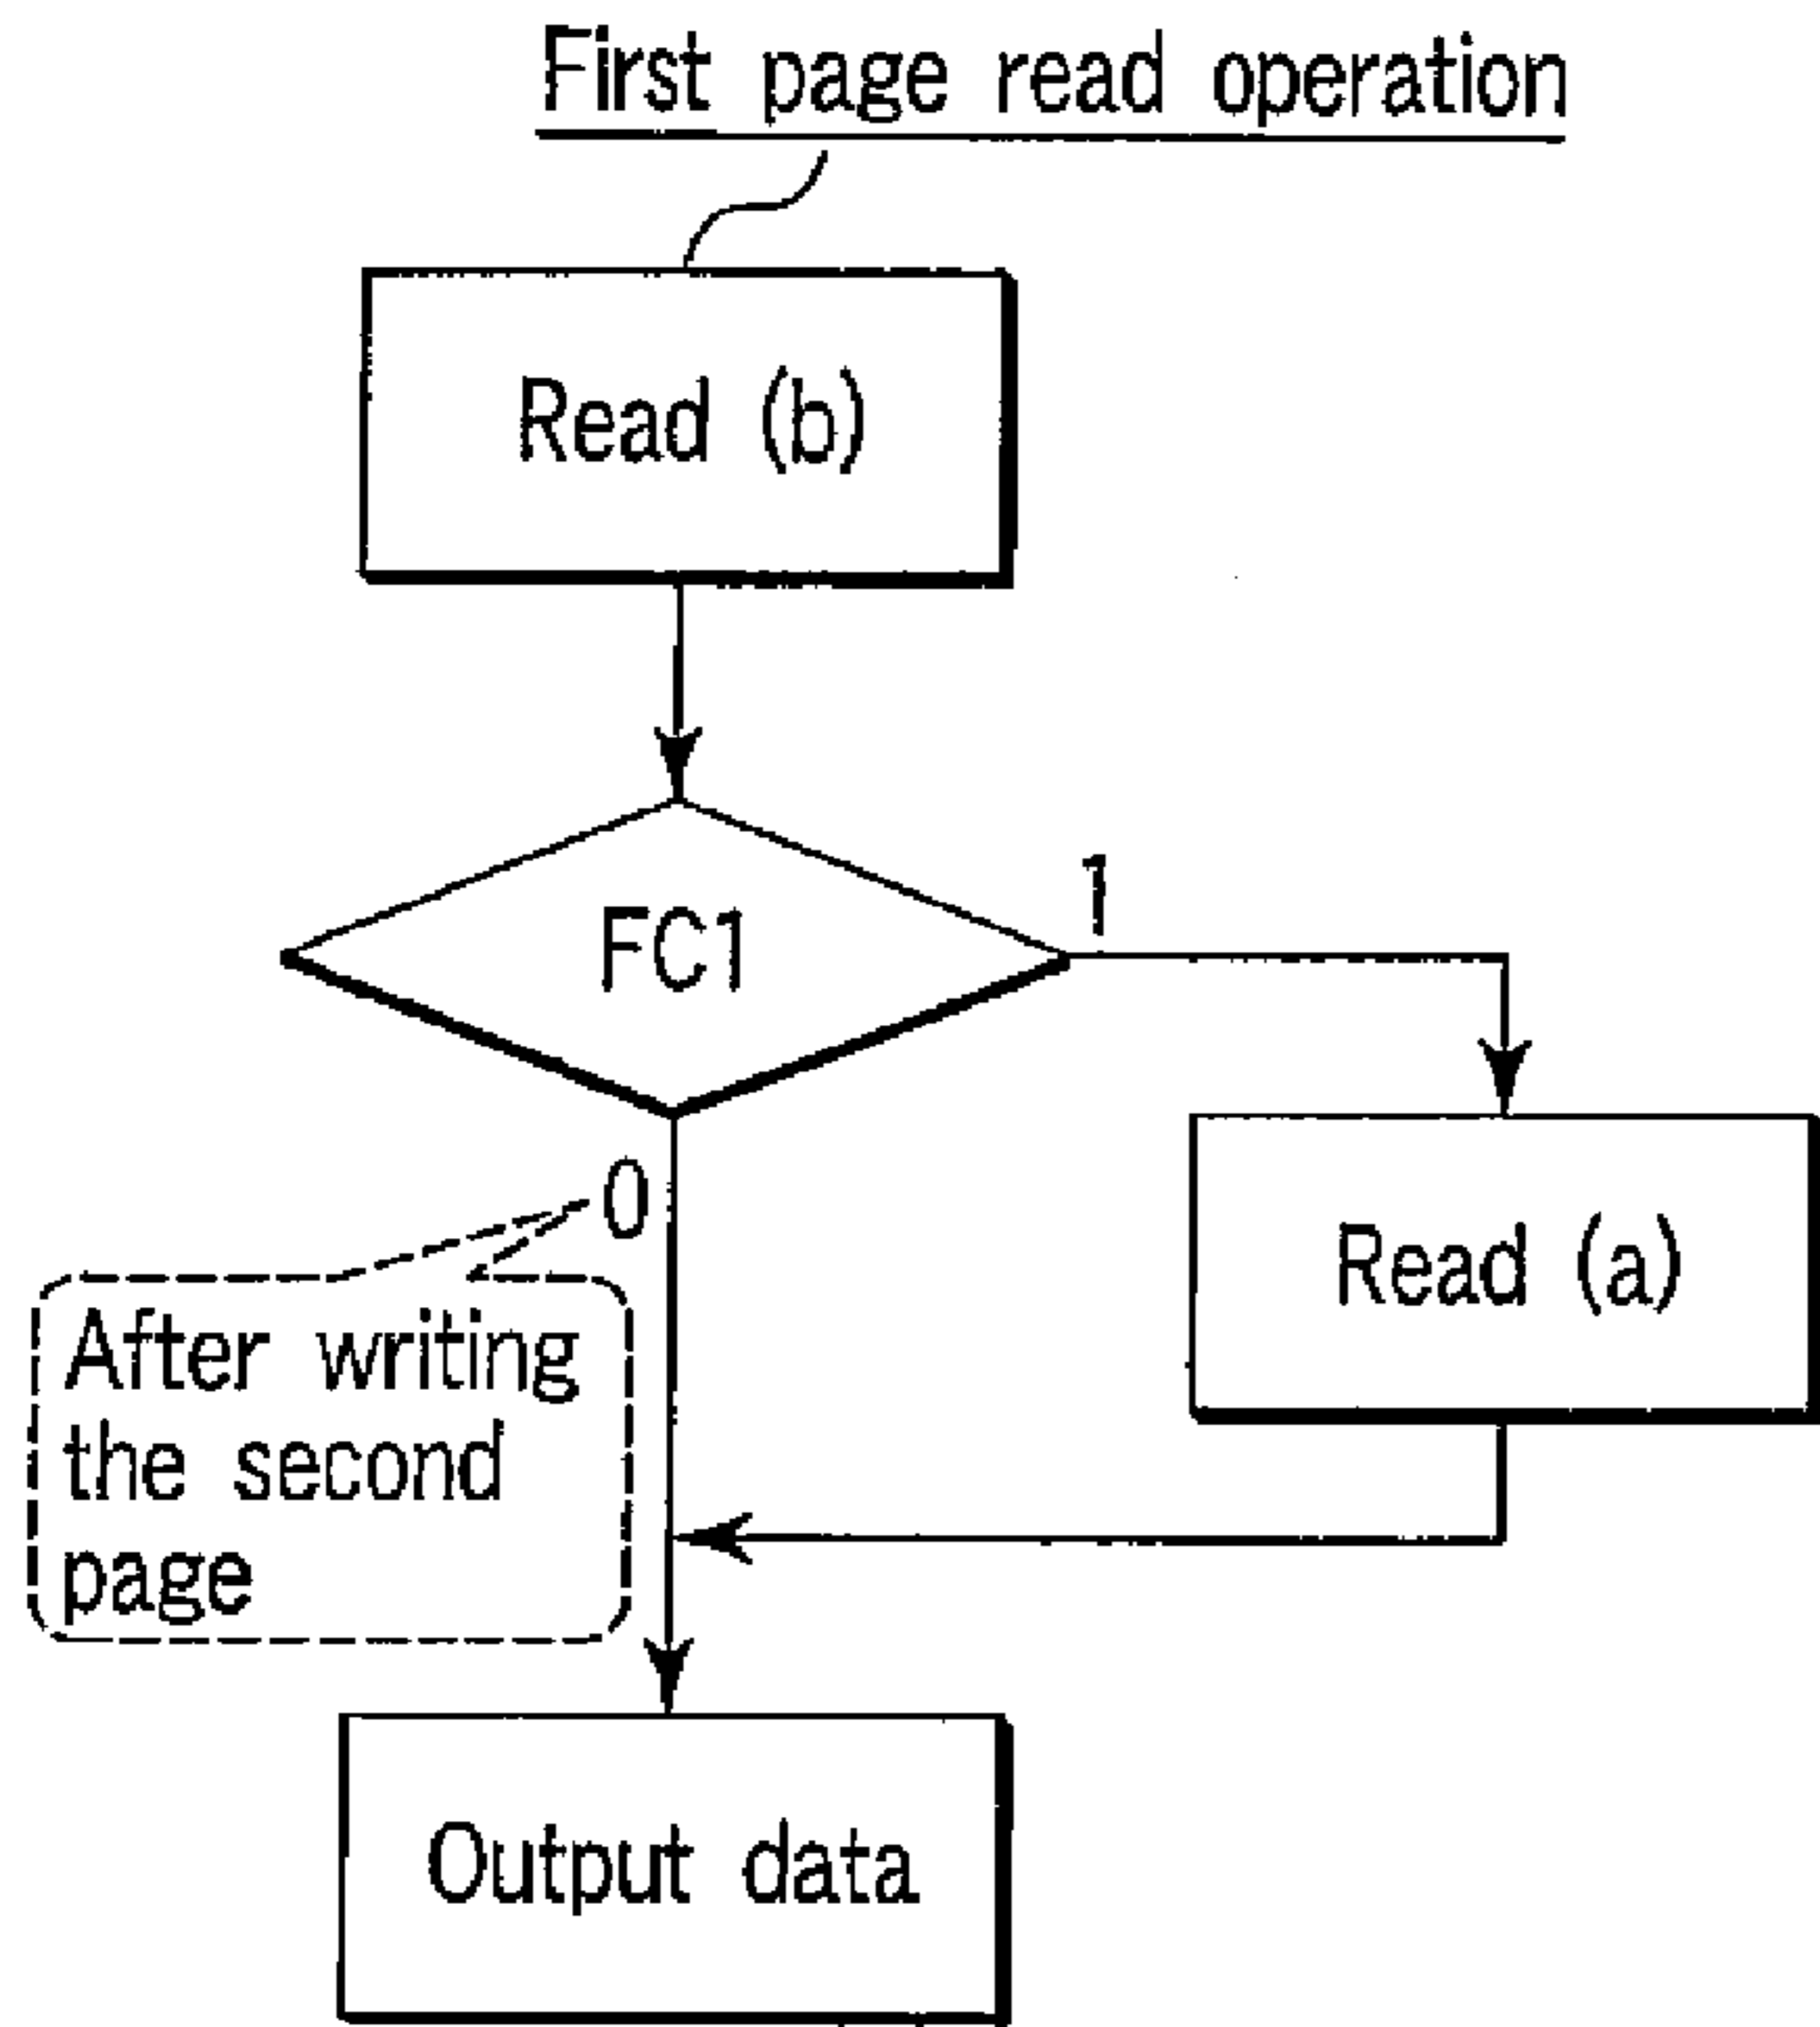 First page read operation
Read (b)
FC1
1
0
After writing
the second
page
Read (a)
Output data